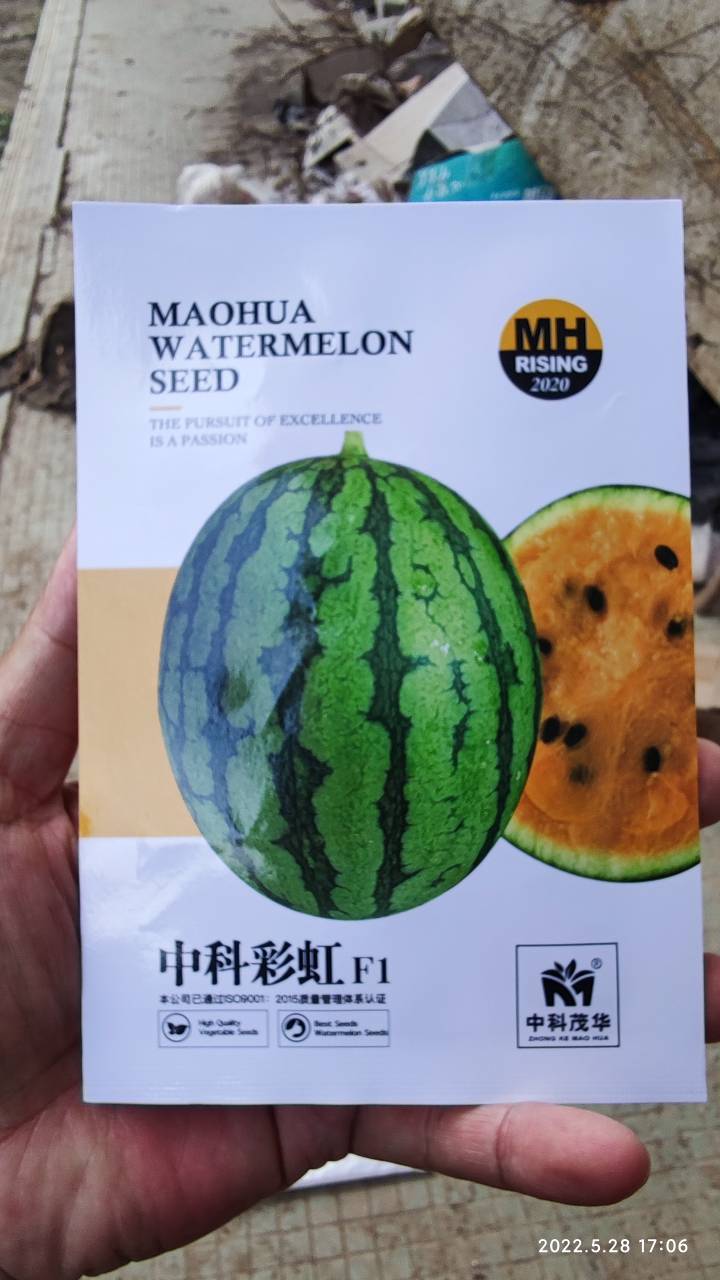 MAOHUA
WATERMELON
SEED
THE PURSUIT OF EXCELLENCE
IS A PASSION
MH
RISING
2020
中科彩虹 F1
本公司已通过ISO9001：2015质量管理体系认证
High Quality
Vegetable Seeds
Best Seeds
Watermelon Seeds
®
中科茂华
ZHONG KE MAO HUA
2022.5.28 17:06